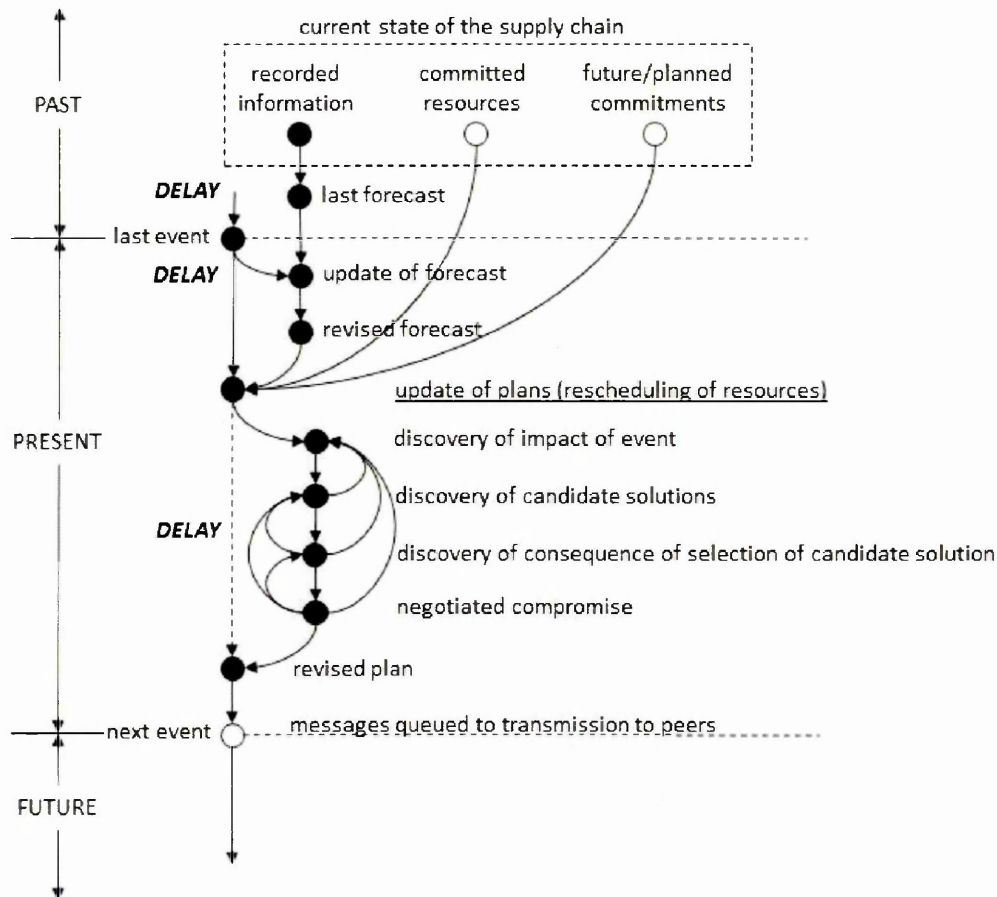 current state of the supply chain
recorded
information
committed
resources
future/planned
commitments
PAST
DELAY
last forecast
last event
DELAY
update of forecast
revised forecast
update of plans (rescheduling of resources)
PRESENT
discovery of impact of event
discovery of candidate solutions
DELAY
discovery of consequence of selection of candidate solution
negotiated compromise
revised plan
next event
messages queued to transmission to peers
FUTURE